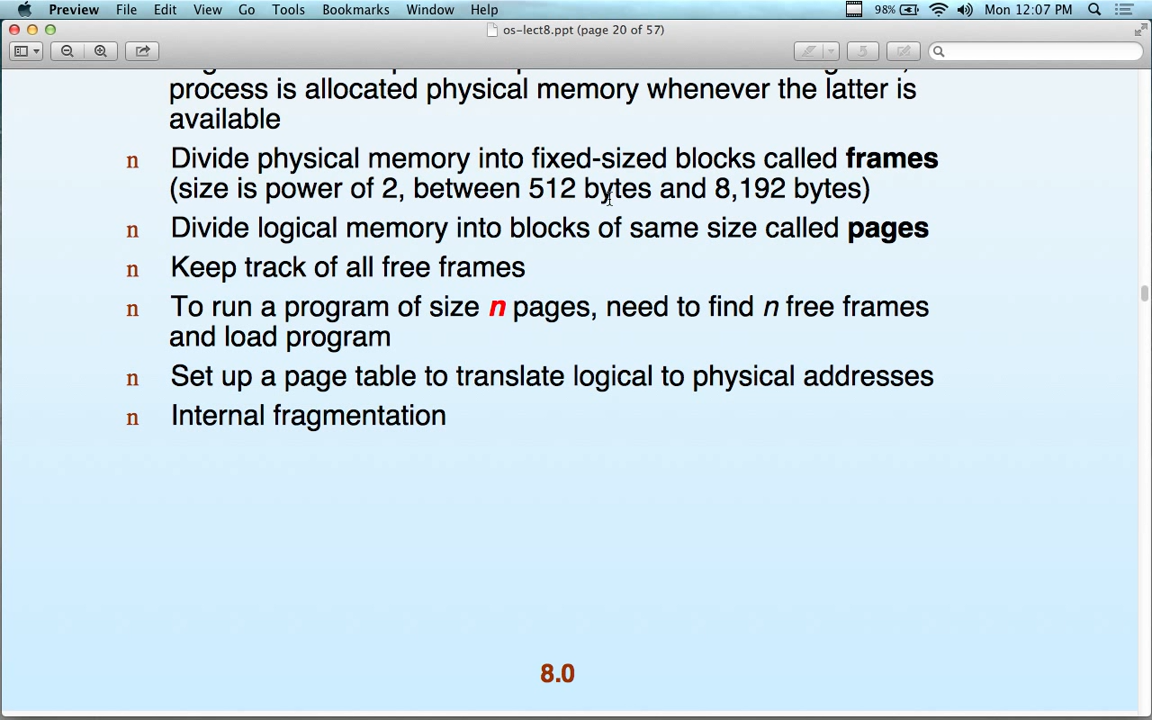 Preview File Edit View Go Tools Bookmarks Window Help 98% Mon 12:07 PM
os-lect8.ppt (page 20 of 57)
process is allocated physical memory whenever the latter is
available
n Divide physical memory into fixed-sized blocks called frames
(size is power of 2, between 512 bytes and 8,192 bytes)
n Divide logical memory into blocks of same size called pages
n Keep track of all free frames
n To run a program of size n pages, need to find n free frames
and load program
n Set up a page table to translate logical to physical addresses
n Internal fragmentation
8.0